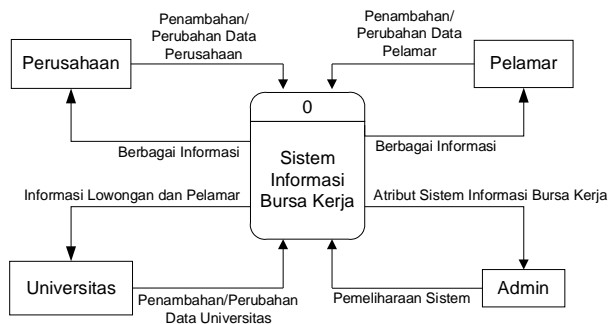 Penambahan/
Perubahan Data
Perusahaan
Penambahan/
Perubahan Data
Pelamar
Perusahaan
Pelamar
0
Berbagai Informasi
Berbagai Informasi
Sistem
Informasi
Bursa Kerja
Informasi Lowongan dan Pelamar
Atribut Sistem Informasi Bursa Kerja
Universitas
Admin
Penambahan/Perubahan
Data Universitas
Pemeliharaan Sistem